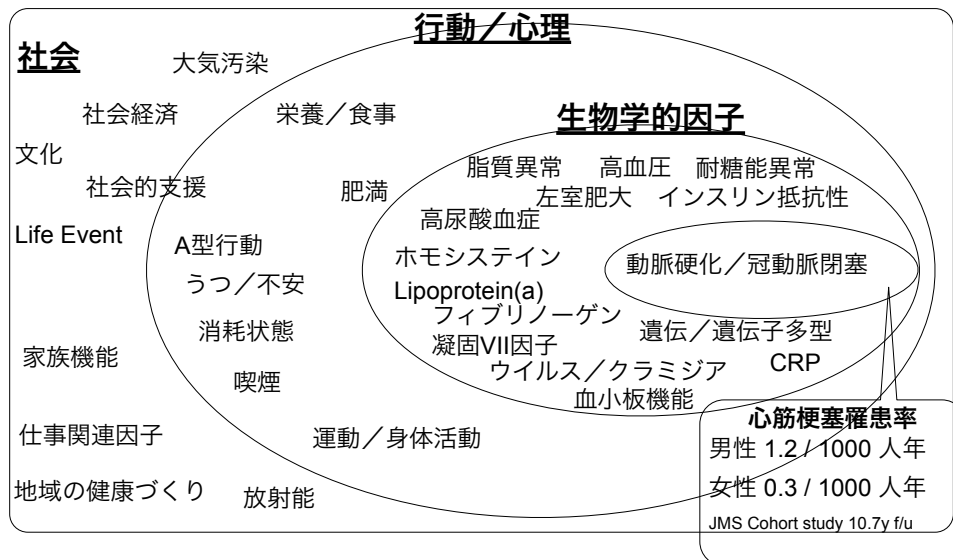 行動／心理
社会
大気汚染
社会経済
栄養／食事
生物学的因子
文化
脂質異常
高血圧
耐糖能異常
社会的支援
肥満
左室肥大
インスリン抵抗性
高尿酸血症
Life Event
A型行動
ホモシステイン
動脈硬化／冠動脈閉塞
うつ／不安
Lipoprotein(a)
フィブリノーゲン
消耗状態
遺伝／遺伝子多型
凝固VII因子
家族機能
ウイルス／クラミジア
CRP
喫煙
血小板機能
仕事関連因子
運動／身体活動
地域の健康づくり
放射能
心筋梗塞罹患率
男性 1.2 / 1000 人年
女性 0.3 / 1000 人年
JMS Cohort study 10.7y f/u